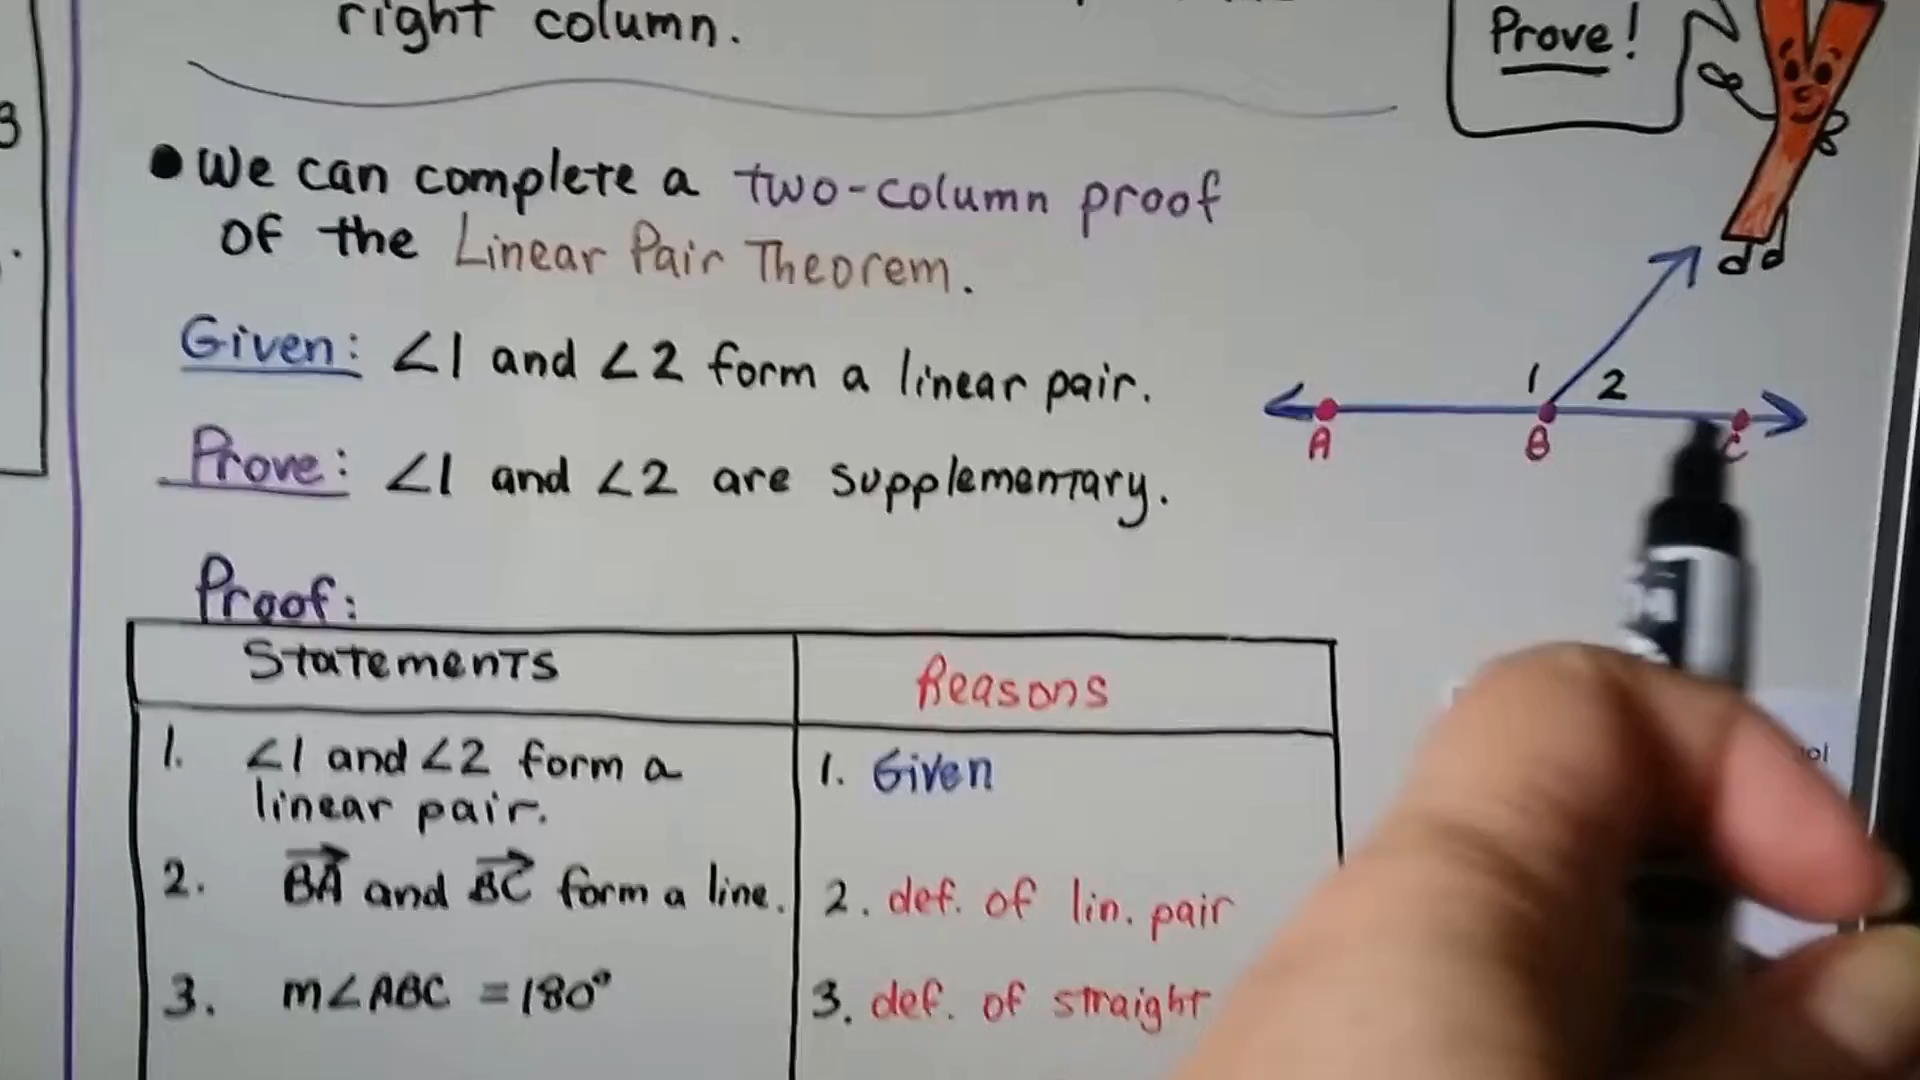 right column.
Prove!
• We can complete a two-column proof
of the Linear Pair Theorem.
Given: ∠1 and ∠2 form a linear pair.
Prove: ∠1 and ∠2 are supplementary.
1 2
A B C
Proof:
Statements Reasons
1. ∠1 and ∠2 form a linear pair. 1. Given
2. →BA and →BC form a line. 2. def. of lin. pair
3. m∠ABC = 180° 3. def. of straight